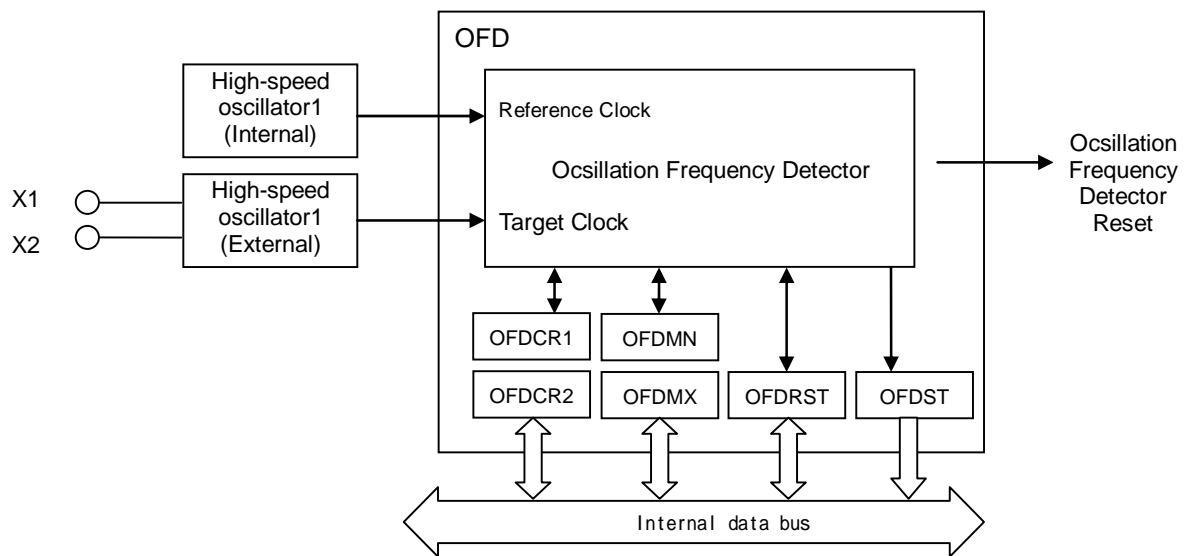 OFD
High-speed
oscillator1
(Internal)
Reference Clock
Ocsillation Frequency Detector
Ocsillation
Frequency
Detector
Reset
X1
X2
High-speed
oscillator1
(External)
Target Clock
OFDCR1
OFDMN
OFDCR2
OFDMX
OFDRST
OFDST
Internal data bus